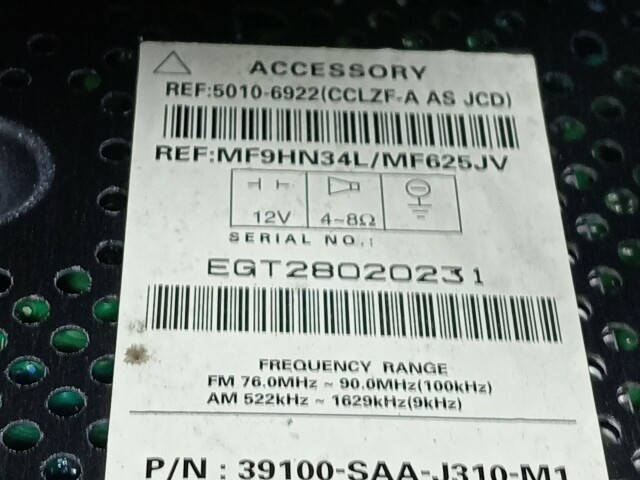 ACCESSORY
REF:5010-6922(CCLZF-A AS JCD)
REF:MF9HN34L/MF625JV
12V 4~8Ω
SERIAL NO.:
EGT28020231
FREQUENCY RANGE
FM 76.0MHz ~ 90.0MHz(100kHz)
AM 522kHz ~ 1629kHz(9kHz)
P/N : 39100-SAA-J310-M1